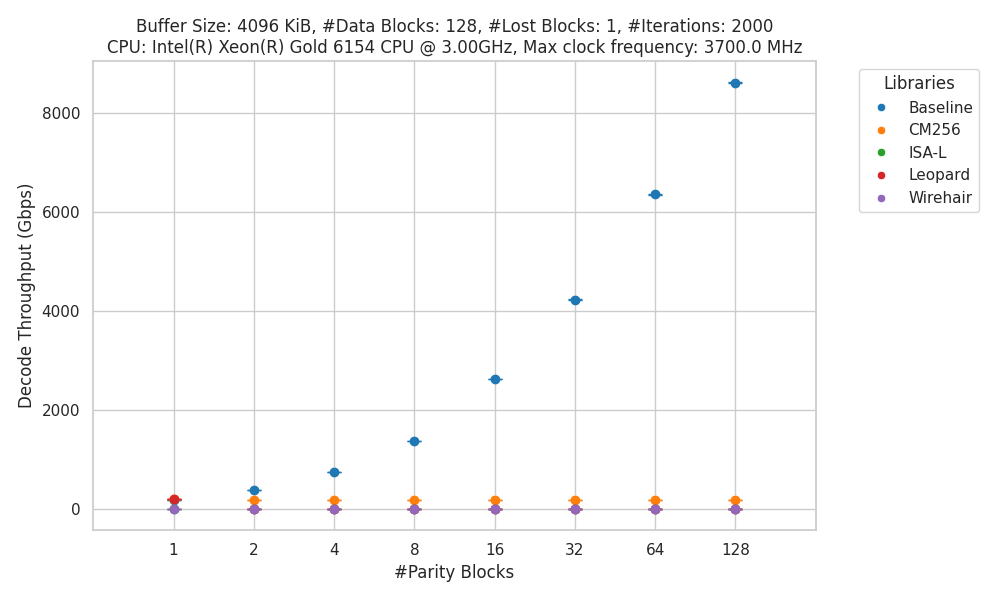 Buffer Size: 4096 KiB, #Data Blocks: 128, #Lost Blocks: 1, #Iterations: 2000
CPU: Intel(R) Xeon(R) Gold 6154 CPU @ 3.00GHz, Max clock frequency: 3700.0 MHz
Libraries
Baseline
CM256
ISA-L
Leopard
Wirehair
Decode Throughput (Gbps)
8000
6000
4000
2000
0
1 2 4 8 16 32 64 128
#Parity Blocks